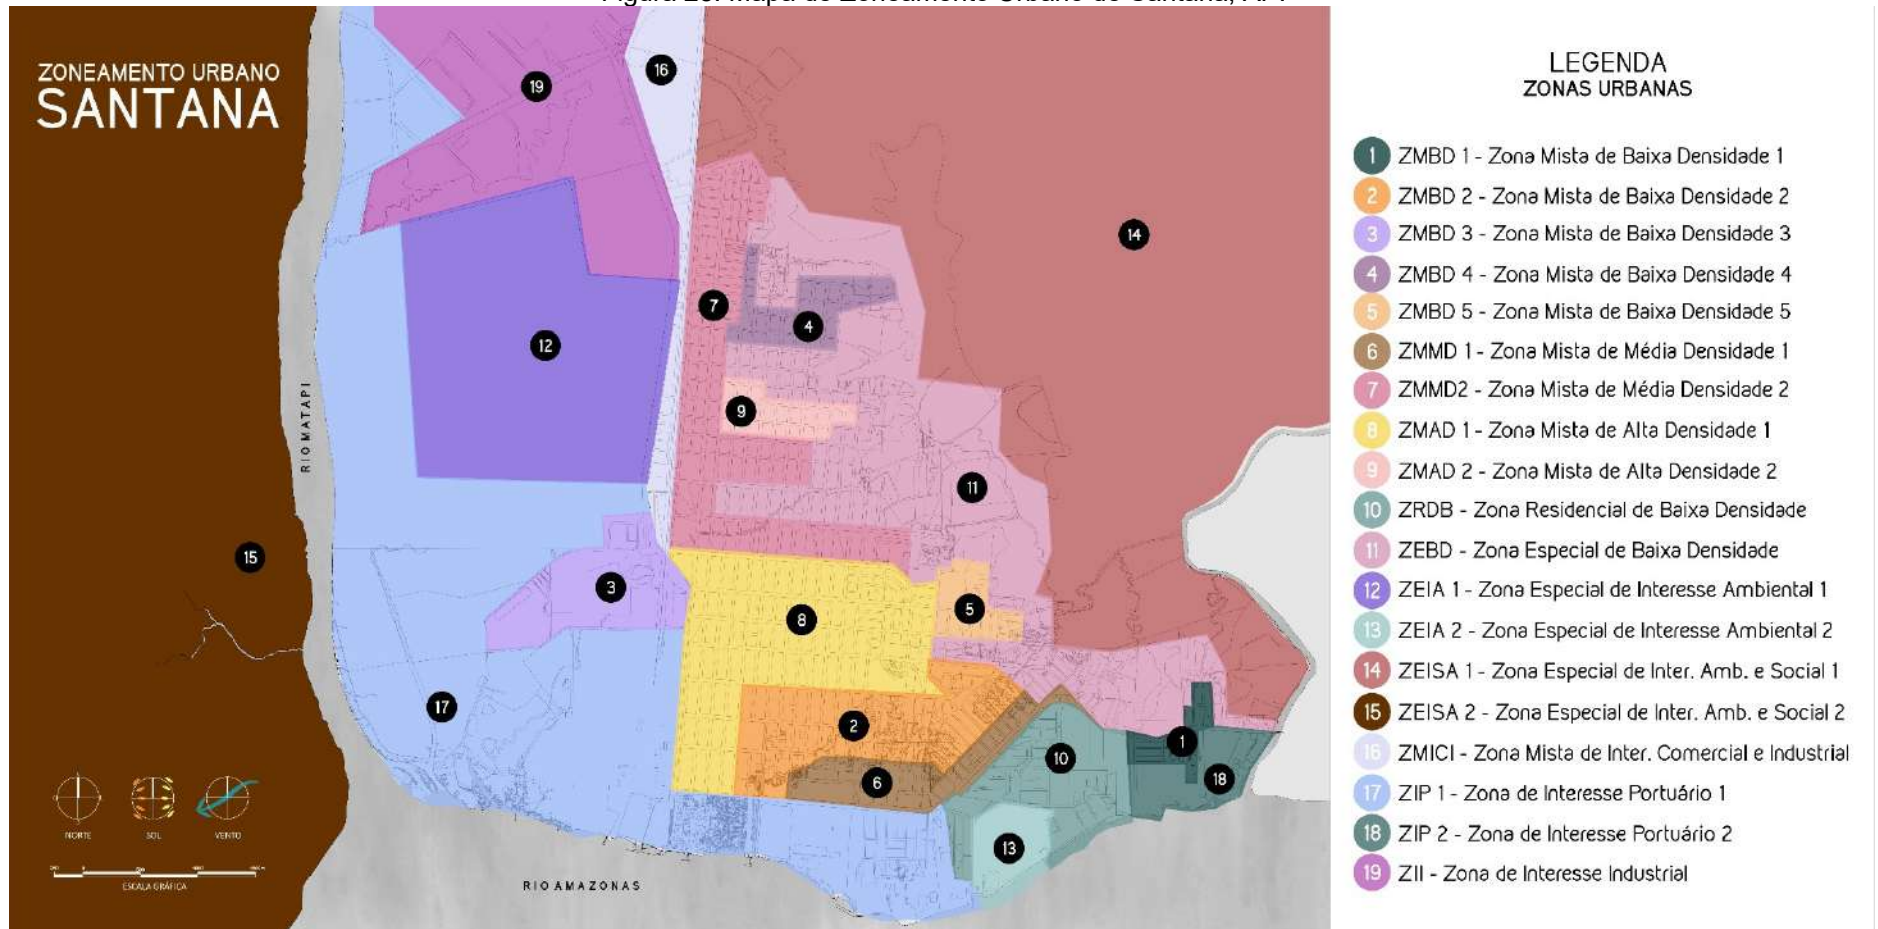 ZONEAMENTO URBANO
SANTANA
19
16
14
7
4
12
9
11
15
3
5
8
17
2
1
10
6
18
13
RIO MATAPI
RIO AMAZONAS
NORTE
SOL
VENTO
ESCALA GRÁFICA
LEGENDA
ZONAS URBANAS
1 ZMBD 1 - Zona Mista de Baixa Densidade 1
2 ZMBD 2 - Zona Mista de Baixa Densidade 2
3 ZMBD 3 - Zona Mista de Baixa Densidade 3
4 ZMBD 4 - Zona Mista de Baixa Densidade 4
5 ZMBD 5 - Zona Mista de Baixa Densidade 5
6 ZMMD 1 - Zona Mista de Média Densidade 1
7 ZMMD2 - Zona Mista de Média Densidade 2
8 ZMAD 1 - Zona Mista de Alta Densidade 1
9 ZMAD 2 - Zona Mista de Alta Densidade 2
10 ZRDB - Zona Residencial de Baixa Densidade
11 ZEBD - Zona Especial de Baixa Densidade
12 ZEIA 1 - Zona Especial de Interesse Ambiental 1
13 ZEIA 2 - Zona Especial de Interesse Ambiental 2
14 ZEISA 1 - Zona Especial de Inter. Amb. e Social 1
15 ZEISA 2 - Zona Especial de Inter. Amb. e Social 2
16 ZMICI - Zona Mista de Inter. Comercial e Industrial
17 ZIP 1 - Zona de Interesse Portuário 1
18 ZIP 2 - Zona de Interesse Portuário 2
19 ZII - Zona de Interesse Industrial